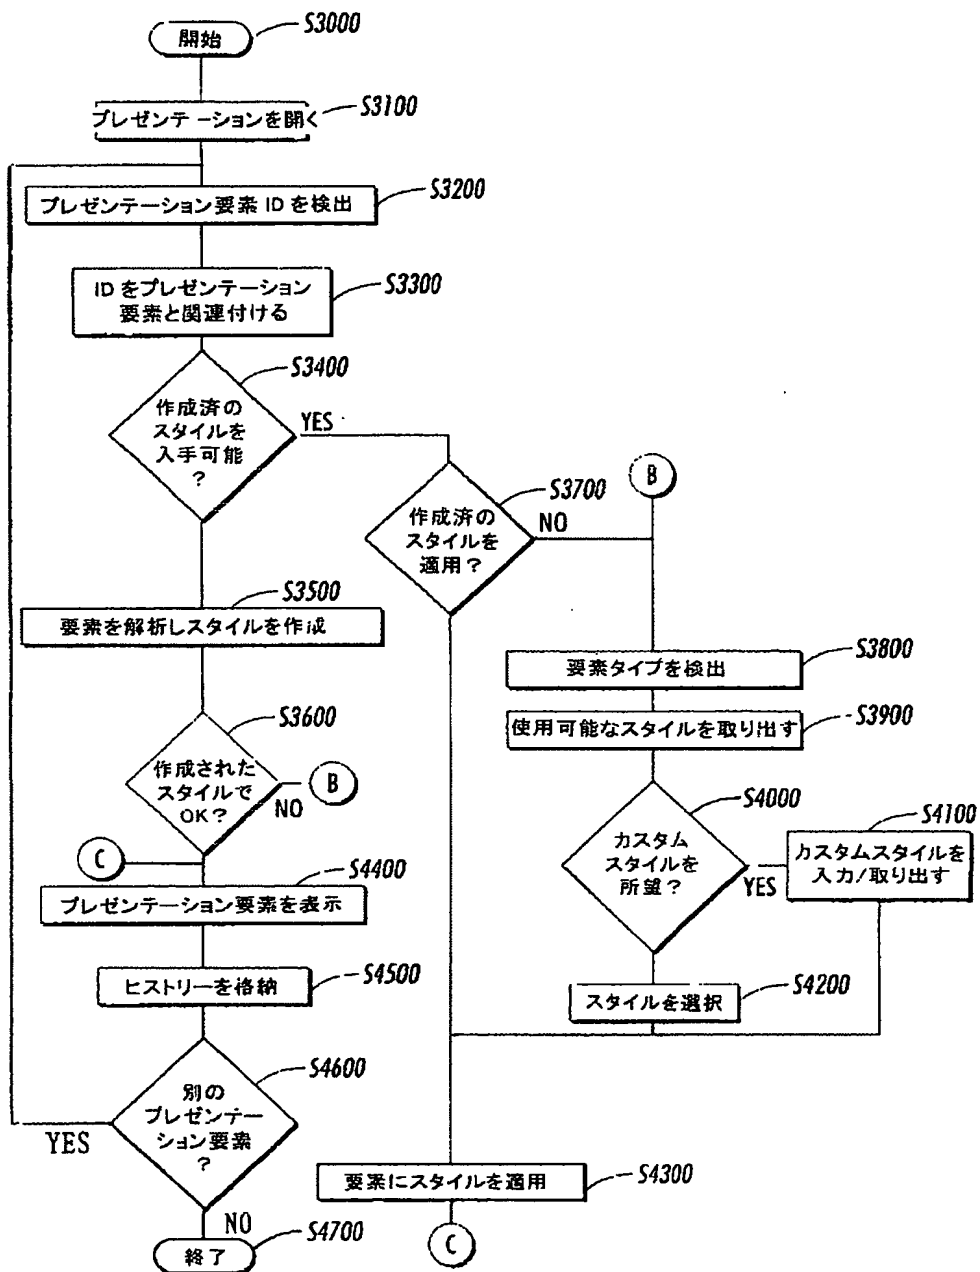 開始
S3000
プレゼンテーションを開く
S3100
プレゼンテーション要素 ID を検出
S3200
ID をプレゼンテーション
要素と関連付ける
S3300
S3400
作成済の
スタイルを
入手可能
?
YES
S3700
作成済の
スタイルを
適用?
NO
B
S3500
要素を解析しスタイルを作成
S3800
要素タイプを検出
S3900
使用可能なスタイルを取り出す
S3600
作成された
スタイルで
OK?
NO
B
S4000
カスタム
スタイルを
所望?
YES
S4100
カスタムスタイルを
入力/取り出す
C
S4400
プレゼンテーション要素を表示
S4200
スタイルを選択
S4500
ヒストリーを格納
S4600
別の
プレゼンテー
ション要素
?
YES
NO
S4300
要素にスタイルを適用
C
S4700
終了